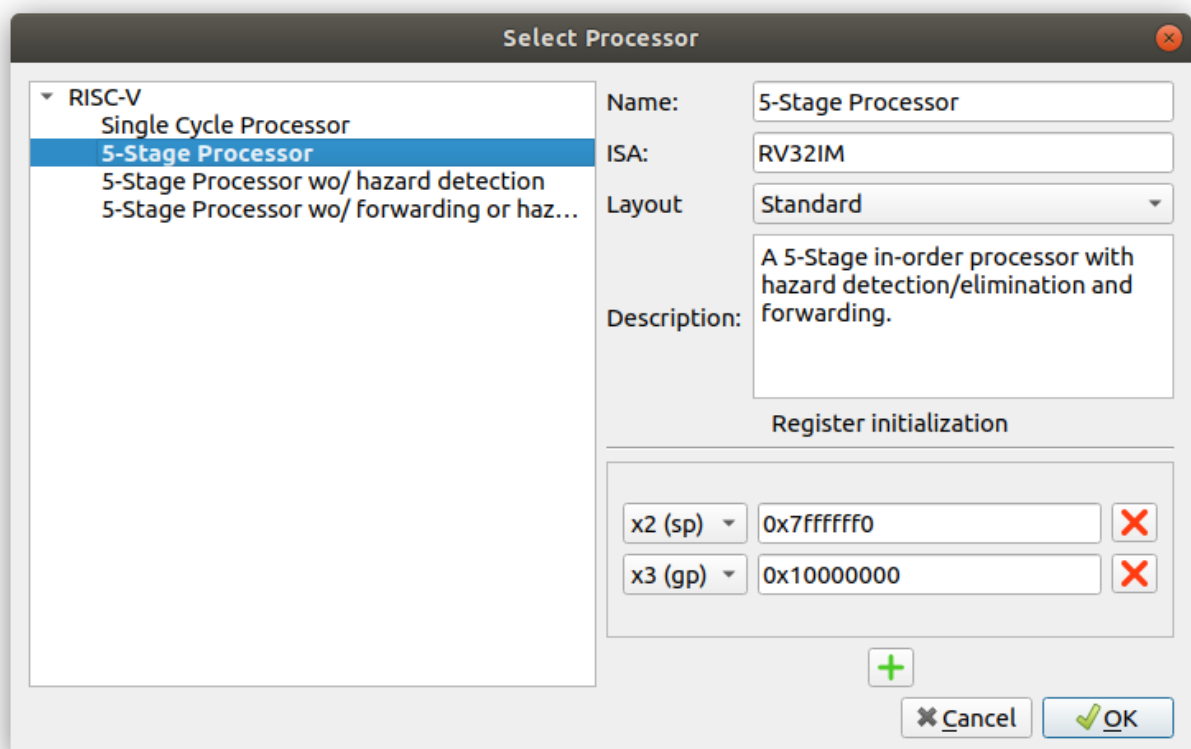 Select Processor
RISC-V
Single Cycle Processor
5-Stage Processor
5-Stage Processor wo/ hazard detection
5-Stage Processor wo/ forwarding or haz...
Name:
5-Stage Processor
ISA:
RV32IM
Layout
Standard
Description:
A 5-Stage in-order processor with
hazard detection/elimination and
forwarding.
Register initialization
x2 (sp)
0x7ffffff0
x3 (gp)
0x10000000
Cancel
OK